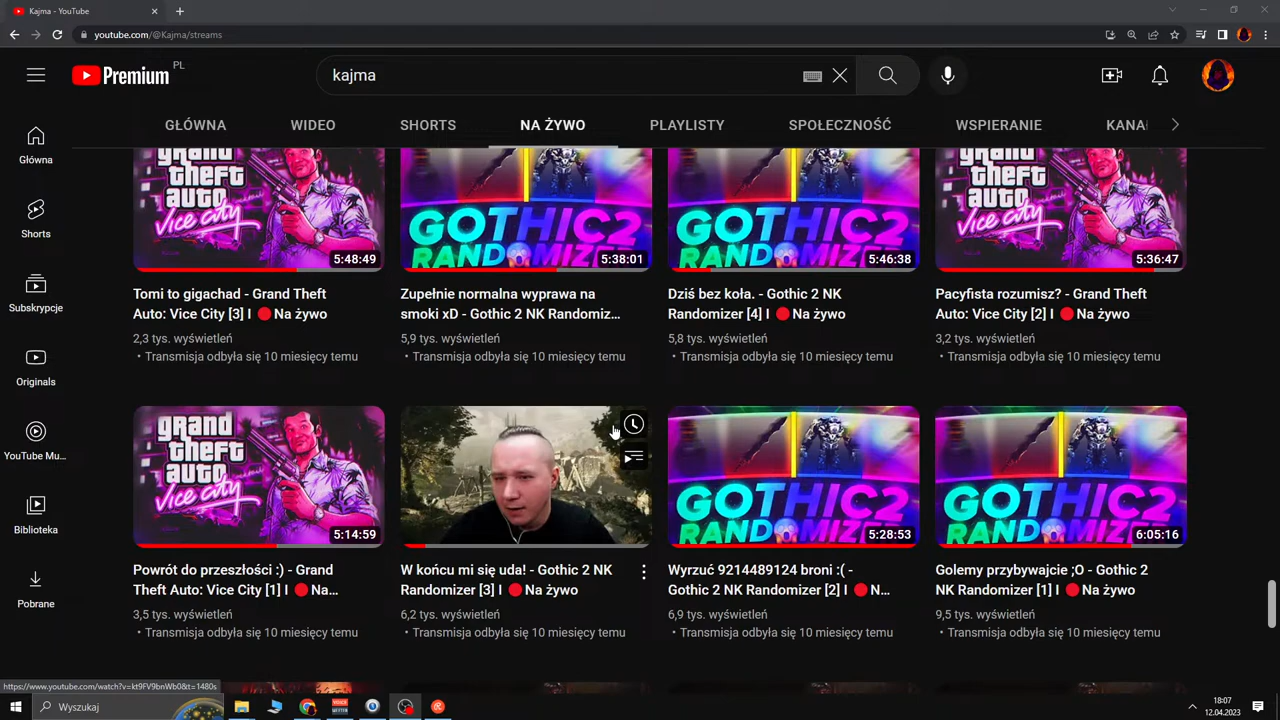 Kajma - YouTube
youtube.com/@Kajma/streams
Premium PL
kajma
GŁÓWNA WIDEO SHORTS NA ŻYWO PLAYLISTY SPOŁECZNOŚĆ WSPIERANIE KANA
Główna
Shorts
Subskrypcje
Originals
YouTube Mu...
Biblioteka
Pobrane
grand
theft
auto
vice city
5:48:49
GOTHIC2
RANDOMIZER
5:38:01
GOTHIC2
RANDOMIZER
5:46:38
grand
theft
auto
vice city
5:36:47
Tomi to gigachad - Grand Theft
Auto: Vice City [3] I 🔴Na żywo
2,3 tys. wyświetleń
• Transmisja odbyła się 10 miesięcy temu
Zupełnie normalna wyprawa na
smoki xD - Gothic 2 NK Randomiz...
5,9 tys. wyświetleń
• Transmisja odbyła się 10 miesięcy temu
Dziś bez koła. - Gothic 2 NK
Randomizer [4] I 🔴Na żywo
5,8 tys. wyświetleń
• Transmisja odbyła się 10 miesięcy temu
Pacyfista rozumisz? - Grand Theft
Auto: Vice City [2] I 🔴Na żywo
3,2 tys. wyświetleń
• Transmisja odbyła się 10 miesięcy temu
grand
theft
auto
vice city
5:14:59
GOTHIC2
RANDOMIZER
5:28:53
GOTHIC2
RANDOMIZER
6:05:16
Powrót do przeszłości :) - Grand
Theft Auto: Vice City [1] I 🔴Na...
3,5 tys. wyświetleń
• Transmisja odbyła się 10 miesięcy temu
W końcu mi się uda! - Gothic 2 NK
Randomizer [3] I 🔴Na żywo
6,2 tys. wyświetleń
• Transmisja odbyła się 10 miesięcy temu
Wyrzuć 9214489124 broni :( -
Gothic 2 NK Randomizer [2] I 🔴N...
6,9 tys. wyświetleń
• Transmisja odbyła się 10 miesięcy temu
Golemy przybywajcie ;O - Gothic 2
NK Randomizer [1] I 🔴Na żywo
9,5 tys. wyświetleń
• Transmisja odbyła się 10 miesięcy temu
https://www.youtube.com/watch?v=kt9FV9bnWb0&t=1480s
Wyszukaj
18:07
12.04.2023